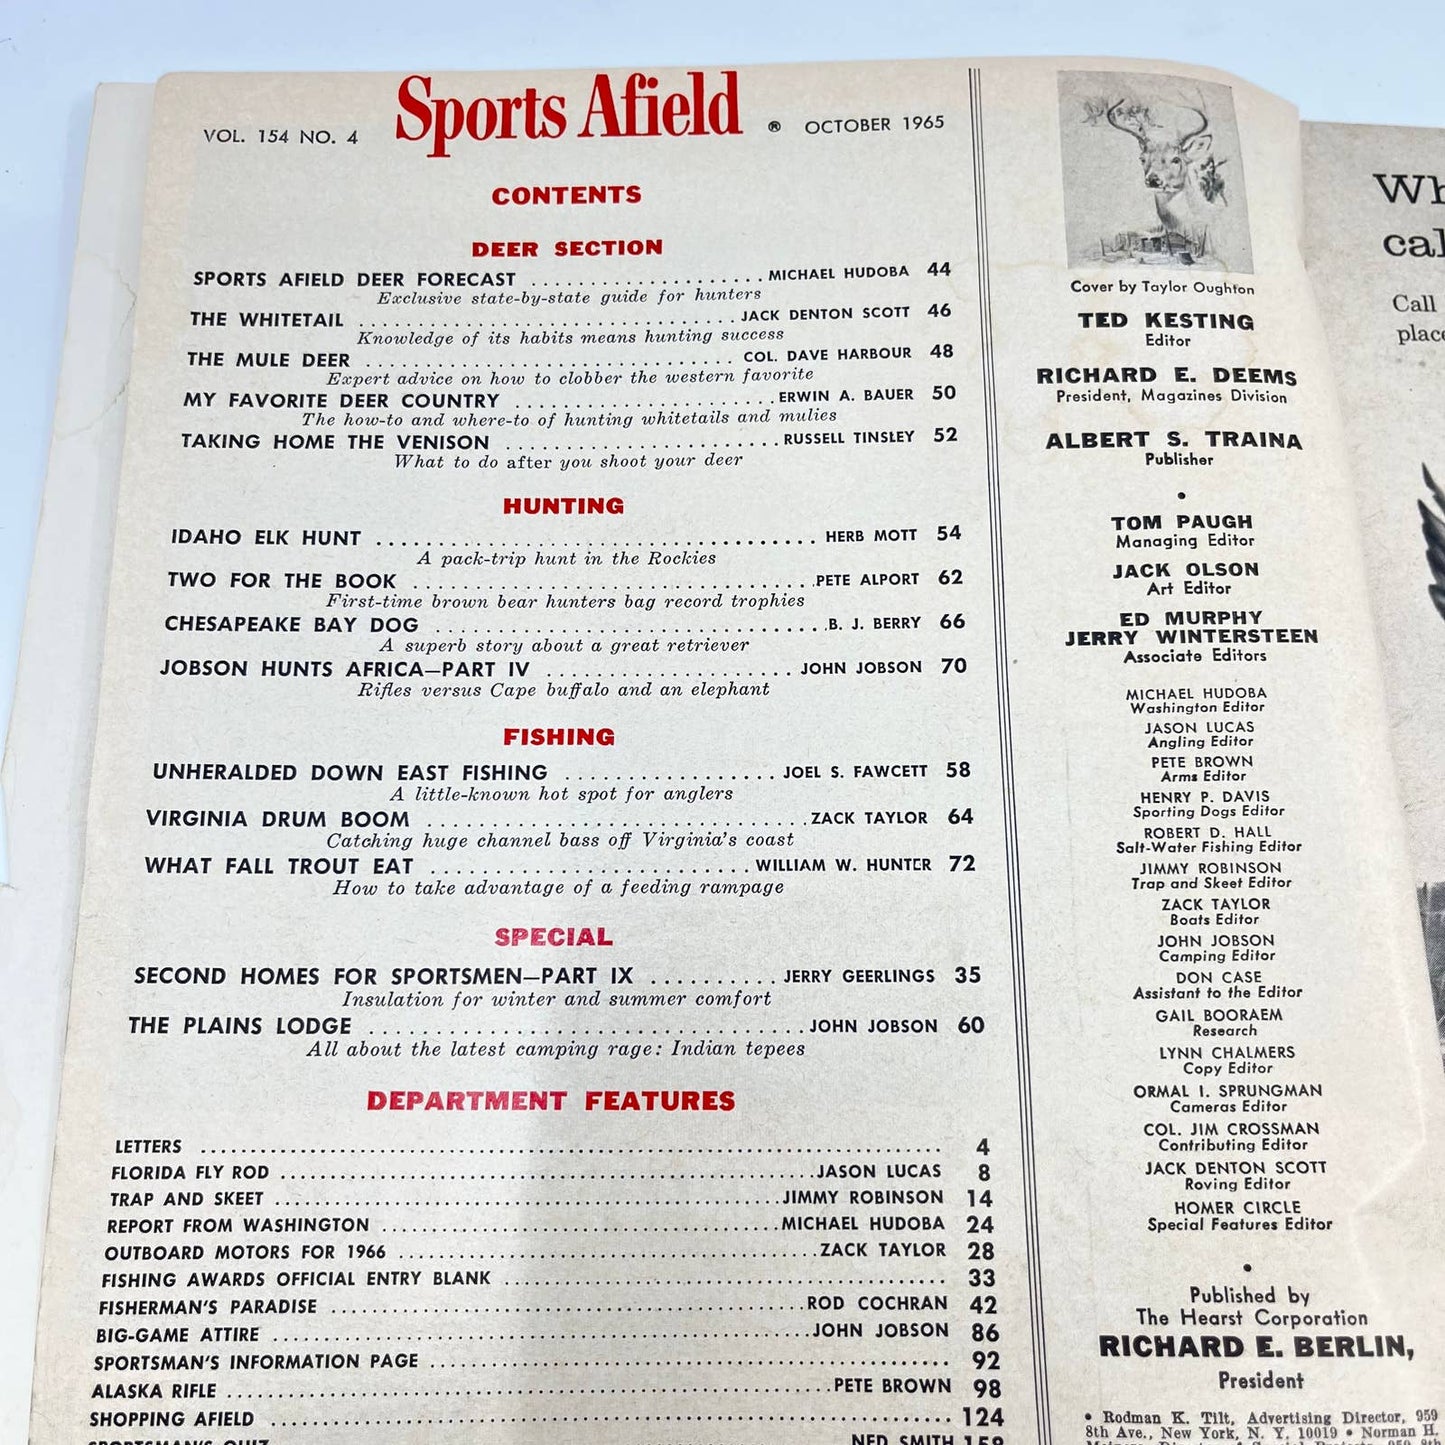 VOL. 154 NO. 4 Sports Afield ® OCTOBER 1965
CONTENTS
DEER SECTION
SPORTS AFIELD DEER FORECAST ........ MICHAEL HUDOBA 44
Exclusive state-by-state guide for hunters
THE WHITETAIL ........ JACK DENTON SCOTT 46
Knowledge of its habits means hunting success
THE MULE DEER ........ COL. DAVE HARBOUR 48
Expert advice on how to clobber the western favorite
MY FAVORITE DEER COUNTRY ........ ERWIN A. BAUER 50
The how-to and where-to of hunting whitetails and mulies
TAKING HOME THE VENISON ........ RUSSELL TINSLEY 52
What to do after you shoot your deer
HUNTING
IDAHO ELK HUNT ........ HERB MOTT 54
A pack-trip hunt in the Rockies
TWO FOR THE BOOK ........ PETE ALPORT 62
First-time brown bear hunters bag record trophies
CHESAPEAKE BAY DOG ........ B. J. BERRY 66
A superb story about a great retriever
JOBSON HUNTS AFRICA—PART IV ........ JOHN JOBSON 70
Rifles versus Cape buffalo and an elephant
FISHING
UNHERALDED DOWN EAST FISHING ........ JOEL S. FAWCETT 58
A little-known hot spot for anglers
VIRGINIA DRUM BOOM ........ ZACK TAYLOR 64
Catching huge channel bass off Virginia's coast
WHAT FALL TROUT EAT ........ WILLIAM W. HUNTER 72
How to take advantage of a feeding rampage
SPECIAL
SECOND HOMES FOR SPORTSMEN—PART IX ........ JERRY GEERLINGS 35
Insulation for winter and summer comfort
THE PLAINS LODGE ........ JOHN JOBSON 60
All about the latest camping rage: Indian tepees
DEPARTMENT FEATURES
LETTERS ........ 4
FLORIDA FLY ROD ........ JASON LUCAS 8
TRAP AND SKEET ........ JIMMY ROBINSON 14
REPORT FROM WASHINGTON ........ MICHAEL HUDOBA 24
OUTBOARD MOTORS FOR 1966 ........ ZACK TAYLOR 28
FISHING AWARDS OFFICIAL ENTRY BLANK ........ 33
FISHERMAN'S PARADISE ........ ROD COCHRAN 42
BIG-GAME ATTIRE ........ JOHN JOBSON 86
SPORTSMAN'S INFORMATION PAGE ........ 92
ALASKA RIFLE ........ PETE BROWN 98
SHOPPING AFIELD ........ 124
SPORTSMAN'S QUIZ ........ NED SMITH 159
Cover by Taylor Oughton
TED KESTING
Editor
RICHARD E. DEEMS
President, Magazines Division
ALBERT S. TRAINA
Publisher
•
TOM PAUGH
Managing Editor
JACK OLSON
Art Editor
ED MURPHY
JERRY WINTERSTEEN
Associate Editors
MICHAEL HUDOBA
Washington Editor
JASON LUCAS
Angling Editor
PETE BROWN
Arms Editor
HENRY P. DAVIS
Sporting Dogs Editor
ROBERT D. HALL
Salt-Water Fishing Editor
JIMMY ROBINSON
Trap and Skeet Editor
ZACK TAYLOR
Boats Editor
JOHN JOBSON
Camping Editor
DON CASE
Assistant to the Editor
GAIL BOORAEM
Research
LYNN CHALMERS
Copy Editor
ORMAL I. SPRUNGMAN
Cameras Editor
COL. JIM CROSSMAN
Contributing Editor
JACK DENTON SCOTT
Roving Editor
HOMER CIRCLE
Special Features Editor
•
Published by
The Hearst Corporation
RICHARD E. BERLIN,
President
• Rodman K. Tilt, Advertising Director, 959
8th Ave., New York, N. Y. 10019 • Norman H.
Wh
cal
Call
place